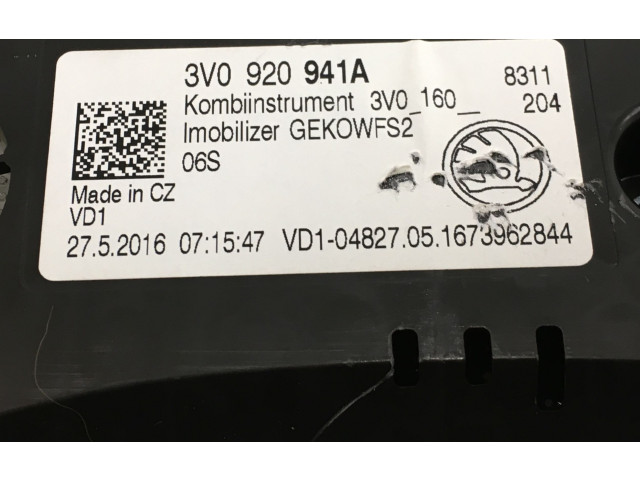 3V0 920 941A 8311
Kombiinstrument 3V0_160__ 204
Imobilizer GEKOWFS2
06S
Made in CZ
VD1
27.5.2016 07:15:47 VD1-04827.05.1673962844